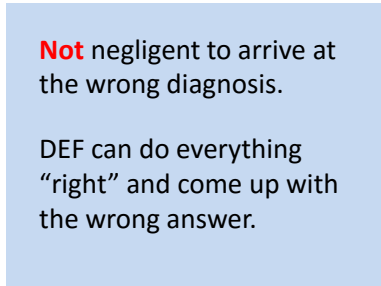 Not negligent to arrive at
the wrong diagnosis.
DEF can do everything
“right” and come up with
the wrong answer.